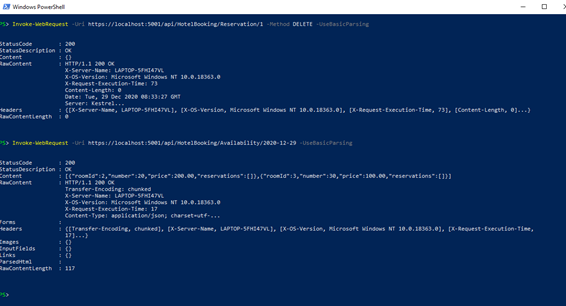 Windows PowerShell
PS> Invoke-WebRequest -Uri https://localhost:5001/api/HotelBooking/Reservation/1 -Method DELETE -UseBasicParsing
StatusCode : 200
StatusDescription : OK
Content : {}
RawContent : HTTP/1.1 200 OK
X-Server-Name: LAPTOP-5FHI47VL
X-OS-Version: Microsoft Windows NT 10.0.18363.0
X-Request-Execution-Time: 73
Content-Length: 0
Date: Tue, 29 Dec 2020 08:33:27 GMT
Server: Kestrel...
Headers : {[X-Server-Name, LAPTOP-5FHI47VL], [X-OS-Version, Microsoft Windows NT 10.0.18363.0], [X-Request-Execution-Time, 73], [Content-Length, 0]...}
RawContentLength : 0
PS> Invoke-WebRequest -Uri https://localhost:5001/api/HotelBooking/Availability/2020-12-29 -UseBasicParsing
StatusCode : 200
StatusDescription : OK
Content : [{"roomId":2,"number":20,"price":200.00,"reservations":[]},{"roomId":3,"number":30,"price":100.00,"reservations":[]}]
RawContent : HTTP/1.1 200 OK
Transfer-Encoding: chunked
X-Server-Name: LAPTOP-5FHI47VL
X-OS-Version: Microsoft Windows NT 10.0.18363.0
X-Request-Execution-Time: 17
Content-Type: application/json; charset=utf-...
Forms :
Headers : {[Transfer-Encoding, chunked], [X-Server-Name, LAPTOP-5FHI47VL], [X-OS-Version, Microsoft Windows NT 10.0.18363.0], [X-Request-Execution-Time,
17]...}
Images : {}
InputFields : {}
Links : {}
ParsedHtml :
RawContentLength : 117
PS>